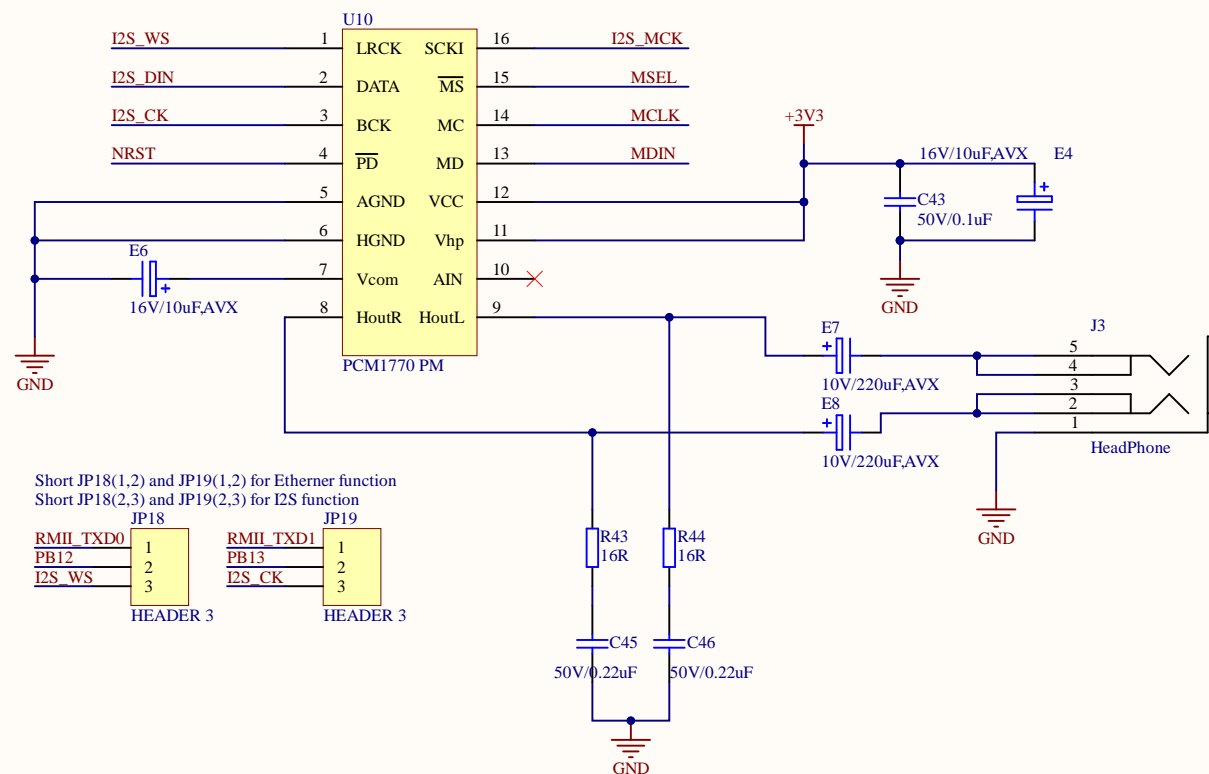 U10
I2S_WS 1 LRCK SCKI 16 I2S_MCK
I2S_DIN 2 DATA MS 15 MSEL
I2S_CK 3 BCK MC 14 MCLK
NRST 4 PD MD 13 MDIN
5 AGND VCC 12
6 HGND Vhp 11
7 Vcom AIN 10
8 HoutR HoutL 9
PCM1770 PM
E6
16V/10uF,AVX
GND
+3V3
16V/10uF,AVX E4
C43
50V/0.1uF
GND
E7
10V/220uF,AVX
E8
10V/220uF,AVX
J3
5
4
3
2
1
HeadPhone
GND
Short JP18(1,2) and JP19(1,2) for Etherner function
Short JP18(2,3) and JP19(2,3) for I2S function
JP18
RMII_TXD0 1
PB12 2
I2S_WS 3
HEADER 3
JP19
RMII_TXD1 1
PB13 2
I2S_CK 3
HEADER 3
R43
16R
R44
16R
C45
50V/0.22uF
C46
50V/0.22uF
GND